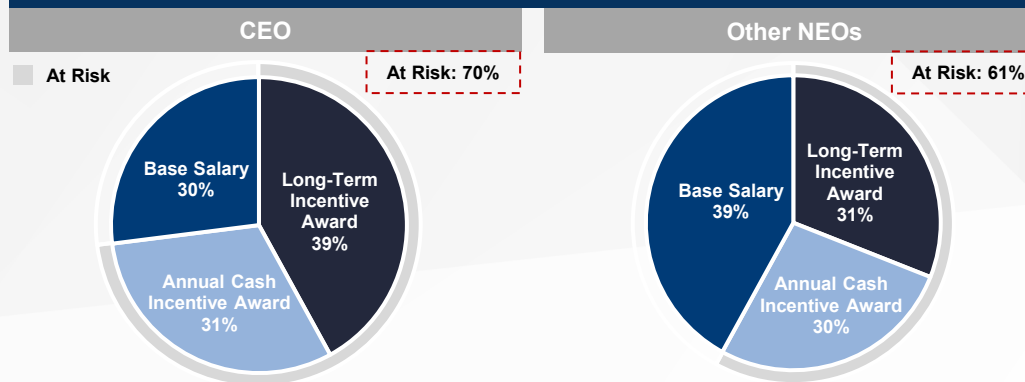 CEO
At Risk
At Risk: 70%
Base Salary
30%
Long-Term
Incentive
Award
39%
Annual Cash
Incentive Award
31%
Other NEOs
At Risk: 61%
Base Salary
39%
Long-Term
Incentive
Award
31%
Annual Cash
Incentive Award
30%